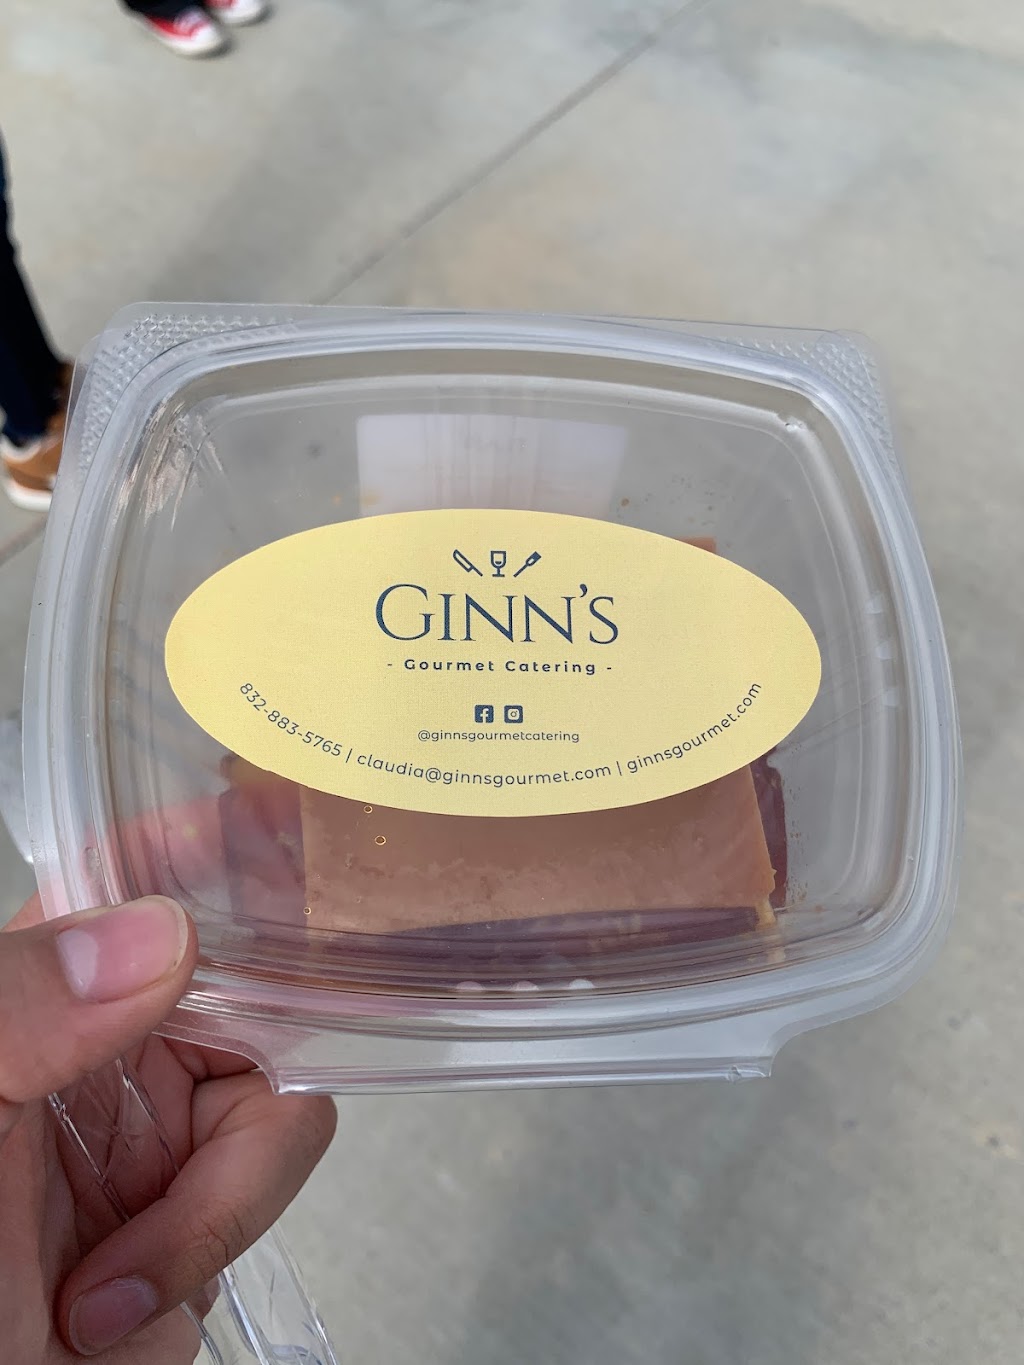 GINN'S
- Gourmet Catering -
@ginnsgourmetcatering
832-883-5765 | claudia@ginnsgourmet.com | ginnsgourmet.com